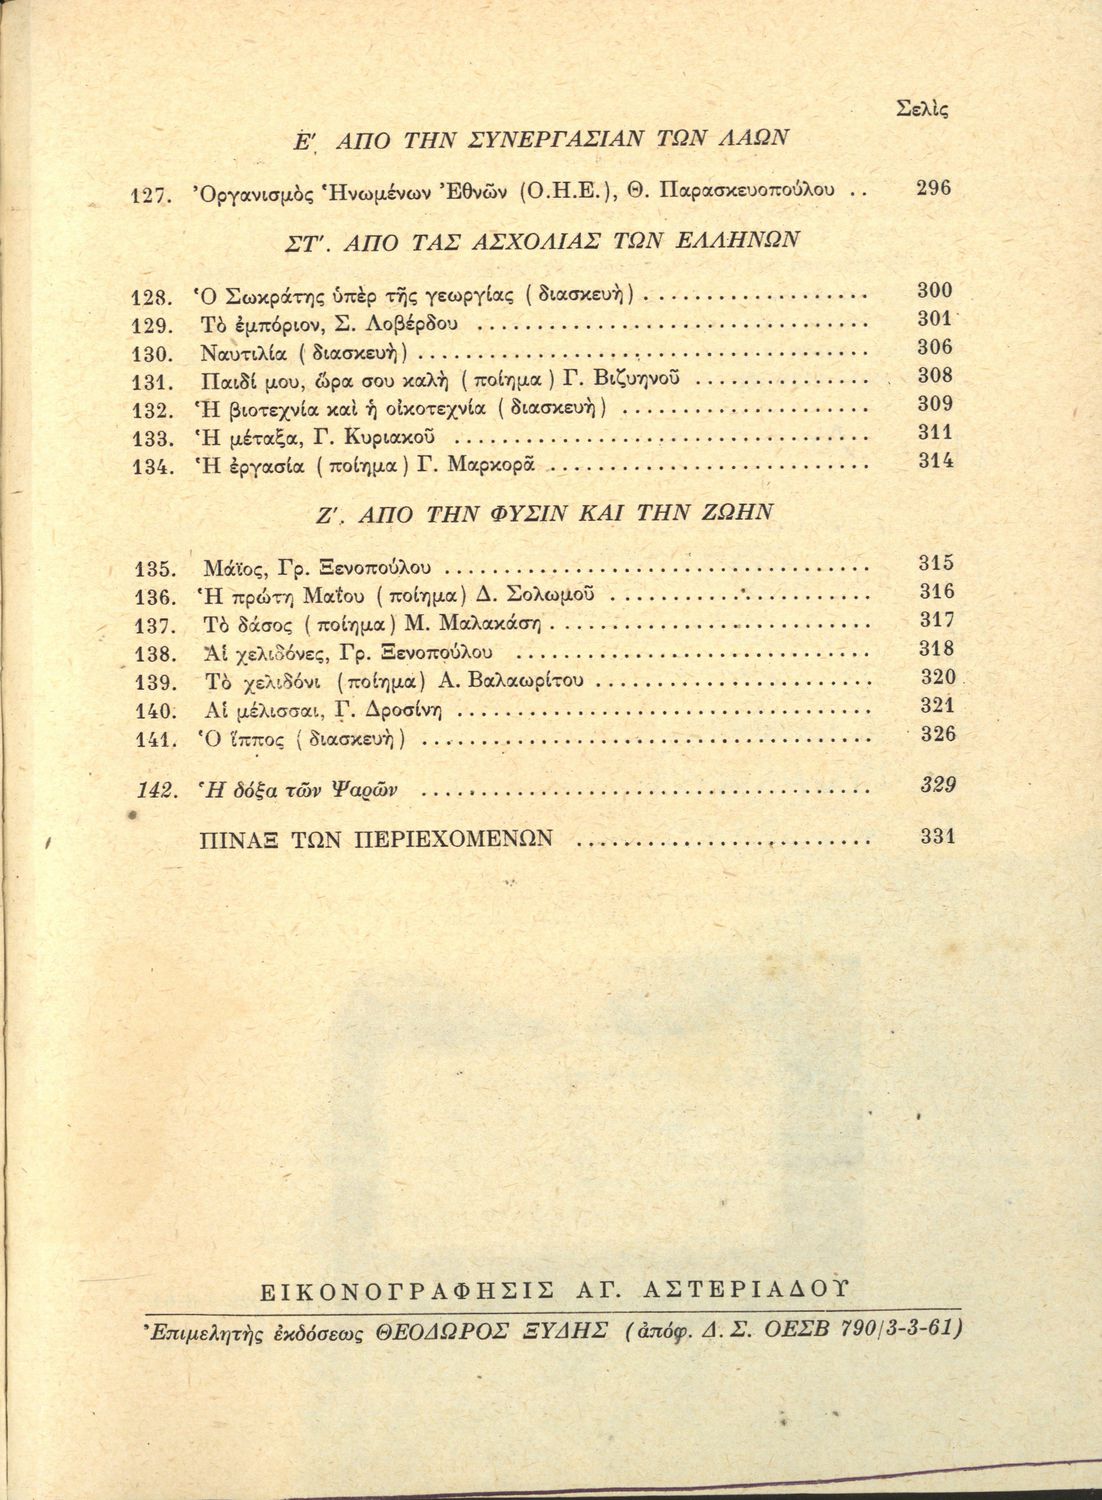 Σελὶς
Ε'. ΑΠΟ ΤΗΝ ΣΥΝΕΡΓΑΣΙΑΝ ΤΩΝ ΛΑΩΝ
127. Ὀργανισμὸς Ἡνωμένων Ἐθνῶν (Ο.Η.Ε.), Θ. Παρασκευοπούλου .. 296
ΣΤ'. ΑΠΟ ΤΑΣ ΑΣΧΟΛΙΑΣ ΤΩΝ ΕΛΛΗΝΩΝ
128. Ὁ Σωκράτης ὑπὲρ τῆς γεωργίας (διασκευὴ) .................. 300
129. Τὸ ἐμπόριον, Σ. Λοβέρδου ................................ 301
130. Ναυτιλία (διασκευὴ) .................................... 306
131. Παιδί μου, ὥρα σου καλὴ (ποίημα) Γ. Βιζυηνοῦ .............. 308
132. Ἡ βιοτεχνία καὶ ἡ οἰκοτεχνία (διασκευὴ) .................... 309
133. Ἡ μέταξα, Γ. Κυριακοῦ ................................. 311
134. Ἡ ἐργασία (ποίημα) Γ. Μαρκορᾶ .......................... 314
Ζ'. ΑΠΟ ΤΗΝ ΦΥΣΙΝ ΚΑΙ ΤΗΝ ΖΩΗΝ
135. Μάϊος, Γρ. Ξενοπούλου .................................. 315
136. Ἡ πρώτη Μαΐου (ποίημα) Δ. Σολωμοῦ ..................... 316
137. Τὸ δάσος (ποίημα) Μ. Μαλακάση .......................... 317
138. Αἱ χελιδόνες, Γρ. Ξενοπούλου ............................ 318
139. Τὸ χελιδόνι (ποίημα) Α. Βαλαωρίτου ...................... 320
140. Αἱ μέλισσαι, Γ. Δροσίνη ................................. 321
141. Ὁ ἵππος (διασκευὴ) .................................... 326
142. Ἡ δόξα τῶν Ψαρῶν .................................... 329
ΠΙΝΑΞ ΤΩΝ ΠΕΡΙΕΧΟΜΕΝΩΝ ........................ 331
ΕΙΚΟΝΟΓΡΑΦΗΣΙΣ ΑΓ. ΑΣΤΕΡΙΑΔΟΥ
Ἐπιμελητὴς ἐκδόσεως ΘΕΟΔΩΡΟΣ ΞΥΔΗΣ (ἀπόφ. Δ. Σ. ΟΕΣΒ 790/3-3-61)